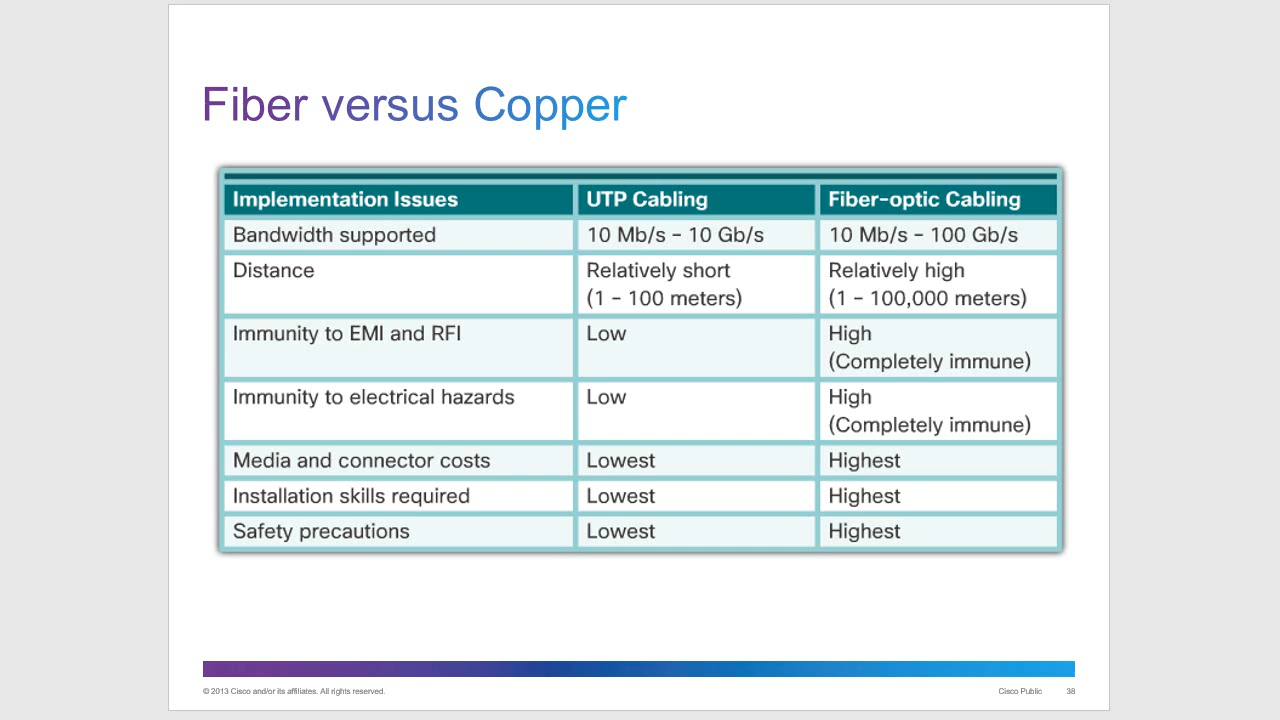 Fiber versus Copper
Implementation Issues UTP Cabling Fiber-optic Cabling
Bandwidth supported 10 Mb/s – 10 Gb/s 10 Mb/s – 100 Gb/s
Distance Relatively short Relatively high
(1 – 100 meters) (1 – 100,000 meters)
Immunity to EMI and RFI Low High
(Completely immune)
Immunity to electrical hazards Low High
(Completely immune)
Media and connector costs Lowest Highest
Installation skills required Lowest Highest
Safety precautions Lowest Highest
© 2013 Cisco and/or its affiliates. All rights reserved. Cisco Public 38